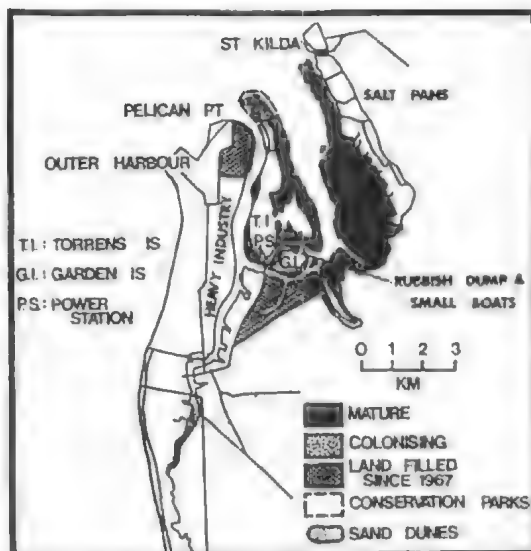 ST KILDA
SALT PANS
PELICAN PT
OUTER HARBOUR
HEAVY INDUSTRY
T.I.
P.S.
G.I.
T.I.: TORRENS IS
G.I.: GARDEN IS
P.S.: POWER
STATION
RUBBISH DUMP &
SMALL BOATS
0 1 2 3
KM
MATURE
COLONISING
LAND FILLED
SINCE 1967
CONSERVATION PARKS
SAND DUNES